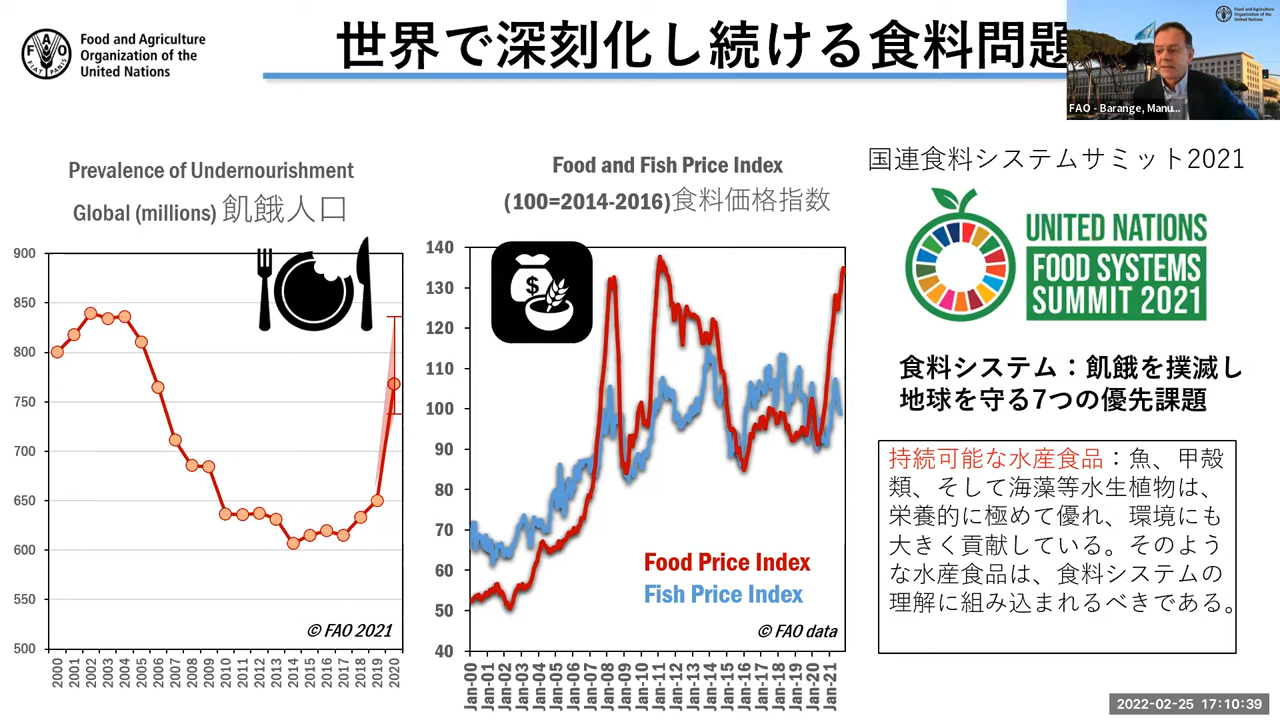 Food and Agriculture
Organization of the
United Nations
F A O
FIAT PANIS
世界で深刻化し続ける食料問題
FAO - Barange, Manu...
Prevalence of Undernourishment
Global (millions) 飢餓人口
900
850
800
750
700
650
600
550
500
2000
2001
2002
2003
2004
2005
2006
2007
2008
2009
2010
2011
2012
2013
2014
2015
2016
2017
2018
2019
2020
© FAO 2021
Food and Fish Price Index
(100=2014-2016)食料価格指数
140
130
120
110
100
90
80
70
60
50
40
$
Food Price Index
Fish Price Index
© FAO data
Jan-00
Jan-01
Jan-02
Jan-03
Jan-04
Jan-05
Jan-06
Jan-07
Jan-08
Jan-09
Jan-10
Jan-11
Jan-12
Jan-13
Jan-14
Jan-15
Jan-16
Jan-17
Jan-18
Jan-19
Jan-20
Jan-21
国連食料システムサミット2021
UNITED NATIONS
FOOD SYSTEMS
SUMMIT 2021
食料システム：飢餓を撲滅し
地球を守る7つの優先課題
持続可能な水産食品：魚、甲殻
類、そして海藻等水生植物は、
栄養的に極めて優れ、環境にも
大きく貢献している。そのよう
な水産食品は、食料システムの
理解に組み込まれるべきである。
2022-02-25 17:10:39